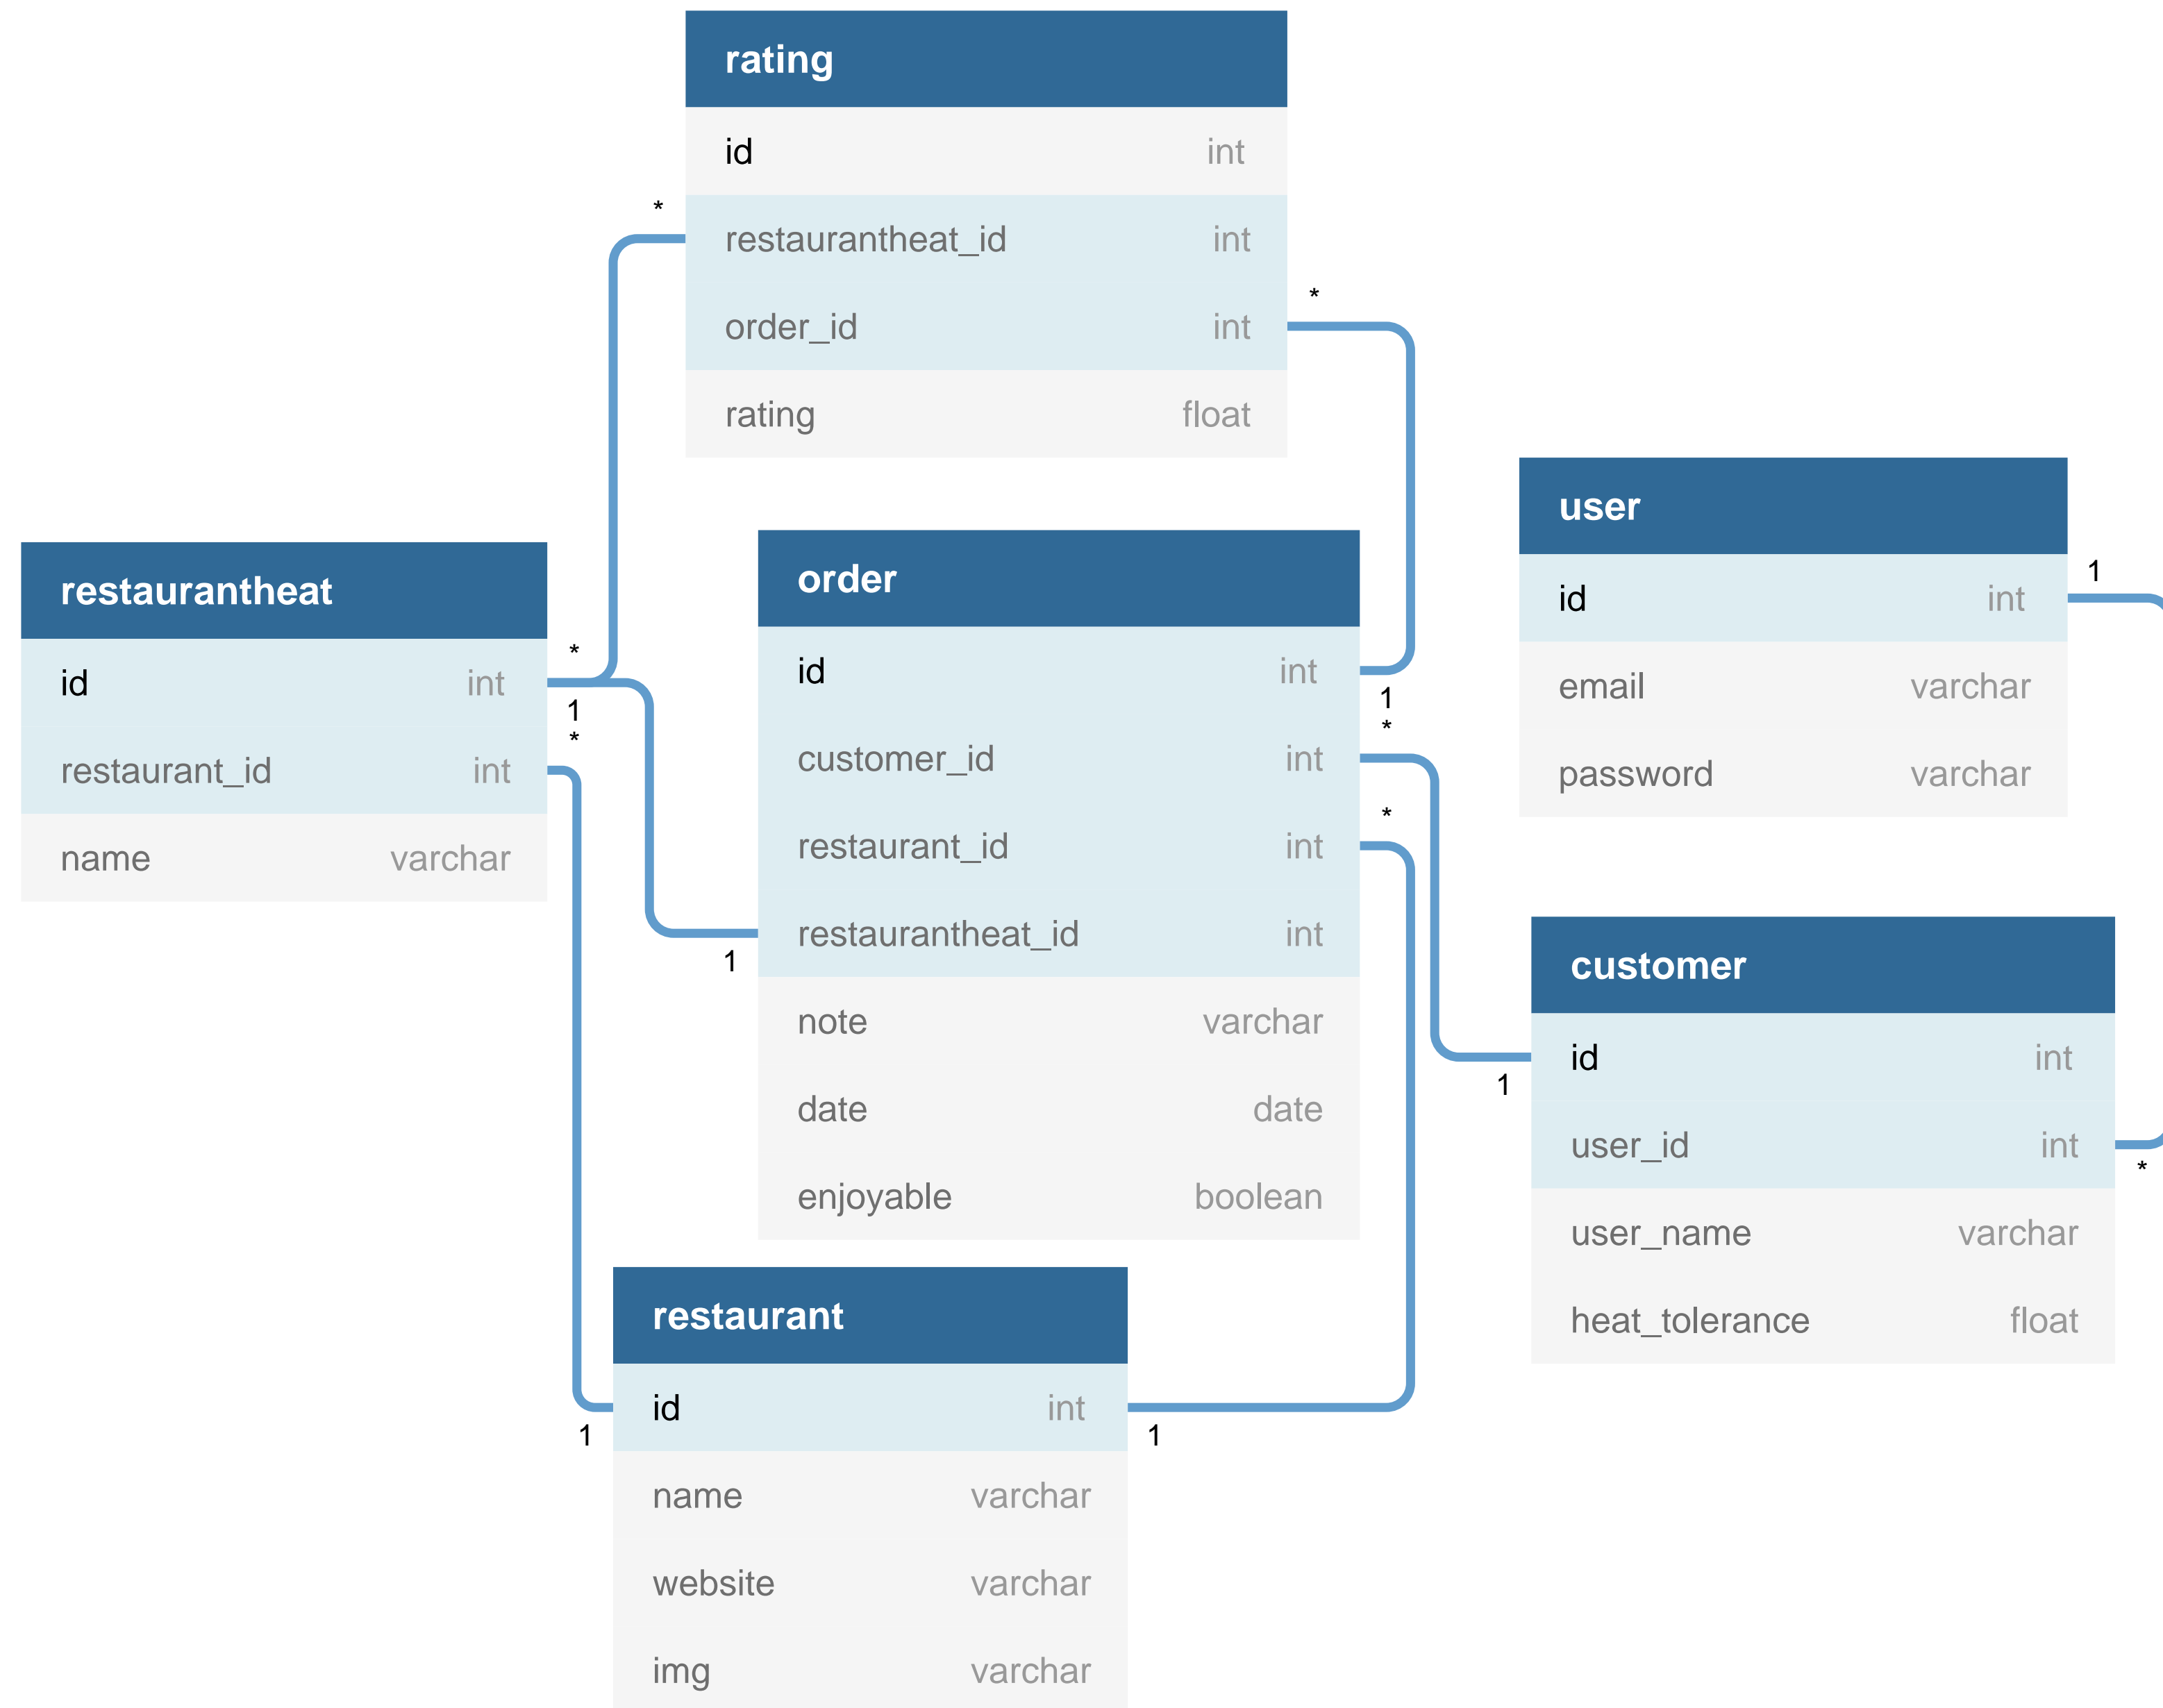 rating
id int
restaurantheat_id int
order_id int
rating float
*
*
restaurantheat
id int
restaurant_id int
name varchar
*
1
*
order
id int
customer_id int
restaurant_id int
restaurantheat_id int
note varchar
date date
enjoyable boolean
1
*
*
1
user
id int
email varchar
password varchar
1
customer
id int
user_id int
user_name varchar
heat_tolerance float
1
*
restaurant
id int
name varchar
website varchar
img varchar
1
1